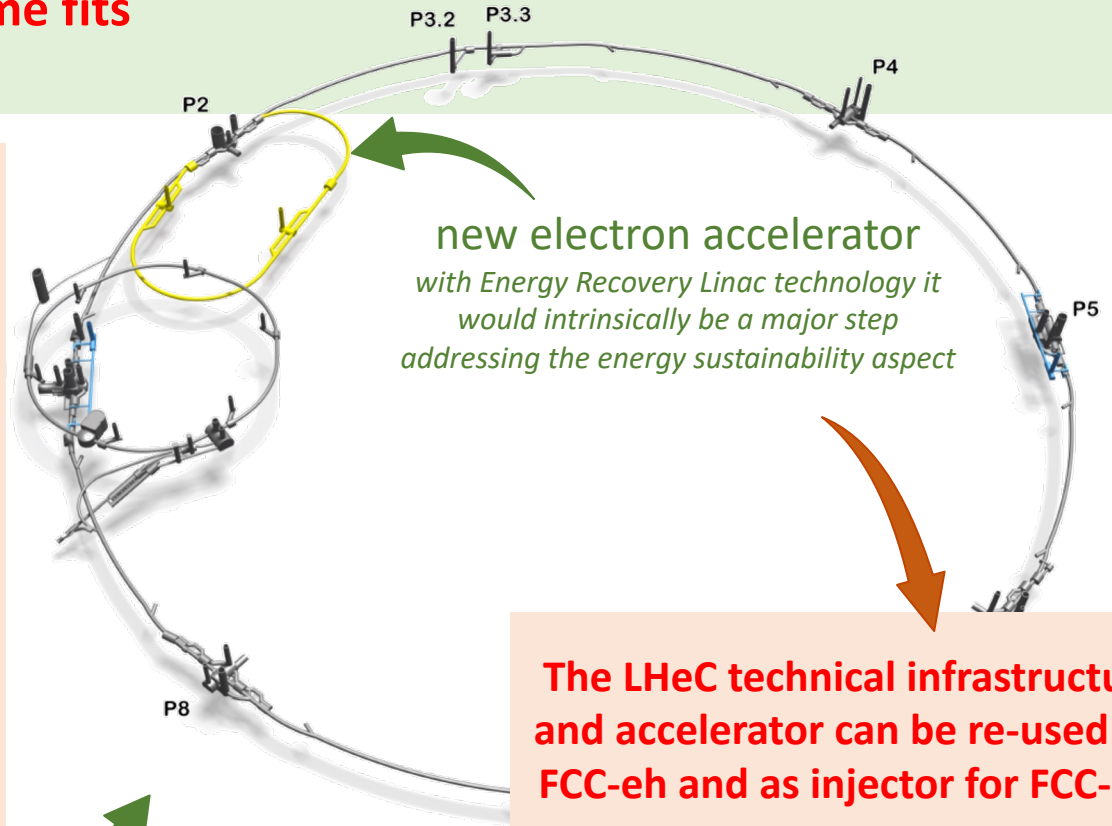 me fits
P3.2 P3.3
P4
P2
new electron accelerator
with Energy Recovery Linac technology it
would intrinsically be a major step
addressing the energy sustainability aspect
P5
The LHeC technical infrastructu
and accelerator can be re-used
FCC-eh and as injector for FCC-
P8